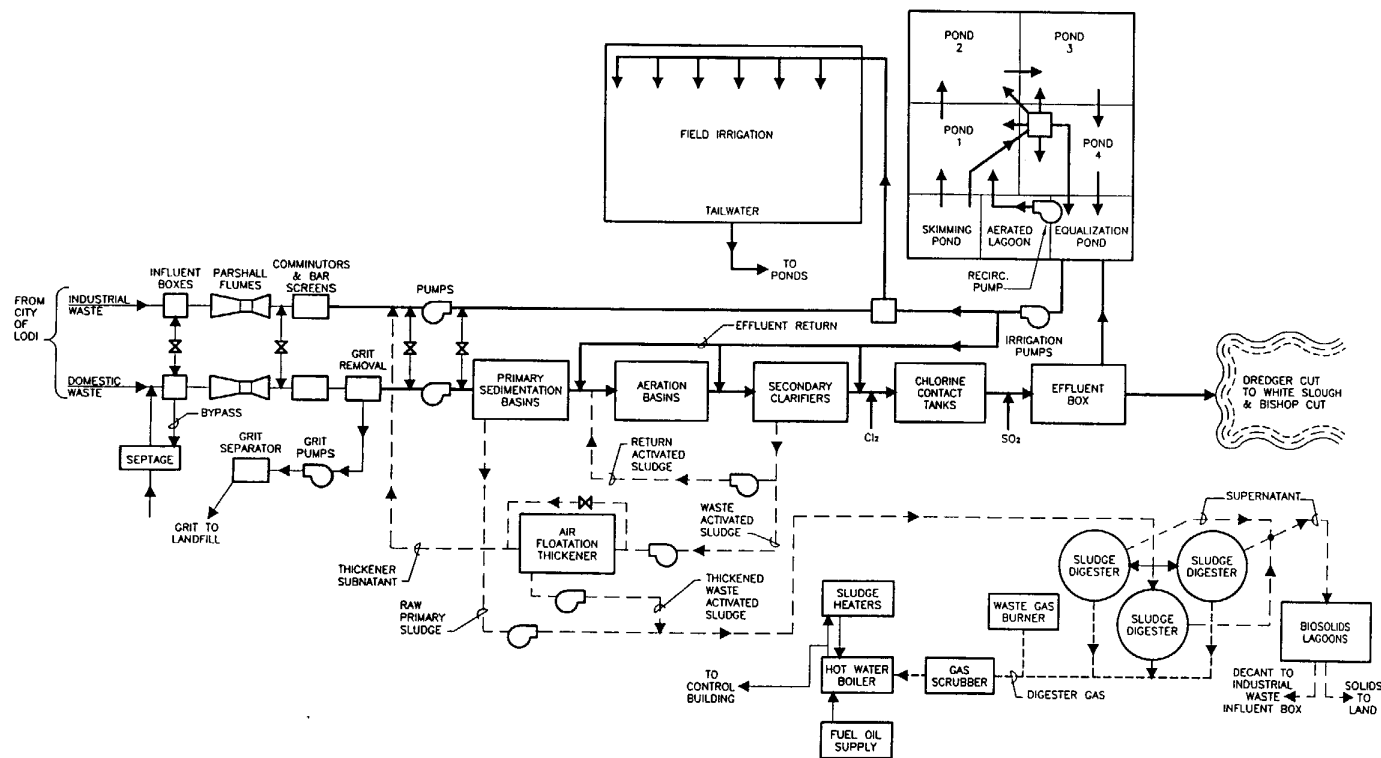 POND
2
POND
3
POND
1
POND
4
SKIMMING
POND
AERATED
LAGOON
EQUALIZATION
POND
RECIRC.
PUMP
FIELD IRRIGATION
TAILWATER
TO
PONDS
FROM
CITY
OF
LODI
INDUSTRIAL
WASTE
INFLUENT
BOXES
PARSHALL
FLUMES
COMMINUTORS
& BAR
SCREENS
PUMPS
IRRIGATION
PUMPS
EFFLUENT RETURN
DOMESTIC
WASTE
GRIT
REMOVAL
BYPASS
SEPTAGE
GRIT
SEPARATOR
GRIT
PUMPS
GRIT TO
LANDFILL
PRIMARY
SEDIMENTATION
BASINS
AERATION
BASINS
SECONDARY
CLARIFIERS
CHLORINE
CONTACT
TANKS
EFFLUENT
BOX
DREDGER CUT
TO WHITE SLOUGH
& BISHOP CUT
Cl₂
SO₂
RETURN
ACTIVATED
SLUDGE
WASTE
ACTIVATED
SLUDGE
AIR
FLOATATION
THICKENER
THICKENER
SUBNATANT
THICKENED
WASTE
ACTIVATED
SLUDGE
RAW
PRIMARY
SLUDGE
SUPERNATANT
SLUDGE
DIGESTER
SLUDGE
DIGESTER
SLUDGE
DIGESTER
BIOSOLIDS
LAGOONS
DECANT TO
INDUSTRIAL
WASTE
INFLUENT BOX
SOLIDS
TO
LAND
SLUDGE
HEATERS
WASTE GAS
BURNER
HOT WATER
BOILER
GAS
SCRUBBER
DIGESTER GAS
TO
CONTROL
BUILDING
FUEL OIL
SUPPLY